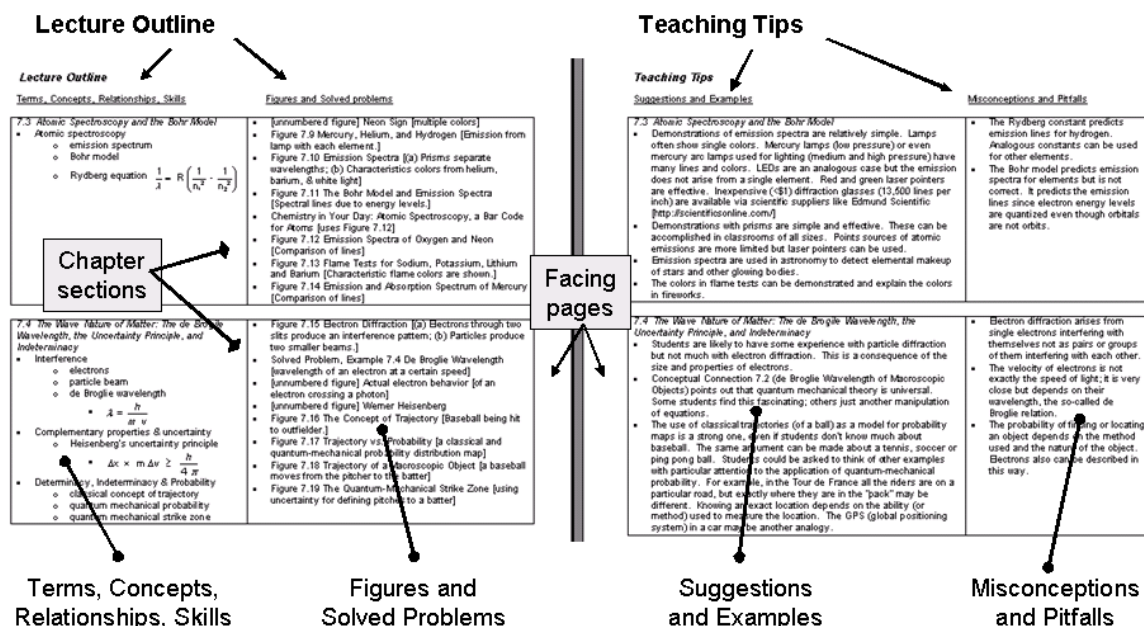 Lecture Outline
Teaching Tips
Lecture Outline
Terms, Concepts, Relationships, Skills
Figures and Solved problems
7.3 Atomic Spectroscopy and the Bohr Model
• Atomic spectroscopy
o emission spectrum
o Bohr model
o Rydberg equation 1/λ = R (1/n₁² - 1/n₂²)
• [unnumbered figure] Neon Sign [multiple colors]
• Figure 7.9 Mercury, Helium, and Hydrogen [Emission from
lamp with each element.]
• Figure 7.10 Emission Spectra [(a) Prisms separate
wavelengths; (b) Characteristics colors from helium,
barium, & white light]
• Figure 7.11 The Bohr Model and Emission Spectra
[Spectral lines due to energy levels.]
• Chemistry in Your Day: Atomic Spectroscopy, a Bar Code
for Atoms [uses Figure 7.12]
• Figure 7.12 Emission Spectra of Oxygen and Neon
[Comparison of lines]
• Figure 7.13 Flame Tests for Sodium, Potassium, Lithium
and Barium [Characteristic flame colors are shown.]
• Figure 7.14 Emission and Absorption Spectrum of Mercury
[Comparison of lines]
Chapter
sections
7.4 The Wave Nature of Matter: The de Broglie
Wavelength, the Uncertainty Principle, and
Indeterminacy
• Interference
o electrons
o particle beam
o de Broglie wavelength
▪ λ = h / m v
• Complementary properties & uncertainty
o Heisenberg's uncertainty principle
▪ Δx × m Δv ≥ h / 4 π
• Determinacy, Indeterminacy & Probability
o classical concept of trajectory
o quantum mechanical probability
o quantum mechanical strike zone
• Figure 7.15 Electron Diffraction [(a) Electrons through two
slits produce an interference pattern; (b) Particles produce
two smaller beams.]
• Solved Problem, Example 7.4 De Broglie Wavelength
[wavelength of an electron at a certain speed]
• [unnumbered figure] Actual electron behavior [of an
electron crossing a photon]
• [unnumbered figure] Werner Heisenberg
• Figure 7.16 The Concept of Trajectory [Baseball being hit
to outfielder.]
• Figure 7.17 Trajectory vs. Probability [a classical and
quantum-mechanical probability distribution map]
• Figure 7.18 Trajectory of a Macroscopic Object [a baseball
moves from the pitcher to the batter]
• Figure 7.19 The Quantum-Mechanical Strike Zone [using
uncertainty for defining pitches to a batter]
Facing
pages
Teaching Tips
Suggestions and Examples
Misconceptions and Pitfalls
7.3 Atomic Spectroscopy and the Bohr Model
• Demonstrations of emission spectra are relatively simple. Lamps
often show single colors. Mercury lamps (low pressure) or even
mercury arc lamps used for lighting (medium and high pressure) have
many lines and colors. LEDs are an analogous case but the emission
does not arise from a single element. Red and green laser pointers
are effective. Inexpensive (<$1) diffraction glasses (13,500 lines per
inch) are available via scientific suppliers like Edmund Scientific
[http://scientificsonline.com/]
• Demonstrations with prisms are simple and effective. These can be
accomplished in classrooms of all sizes. Points sources of atomic
emissions are more limited but laser pointers can be used.
• Emission spectra are used in astronomy to detect elemental makeup
of stars and other glowing bodies.
• The colors in flame tests can be demonstrated and explain the colors
in fireworks.
• The Rydberg constant predicts
emission lines for hydrogen.
Analogous constants can be used
for other elements.
• The Bohr model predicts emission
spectra for elements but is not
correct. It predicts the emission
lines since electron energy levels
are quantized even though orbitals
are not orbits.
7.4 The Wave Nature of Matter: The de Broglie Wavelength, the
Uncertainty Principle, and Indeterminacy
• Students are likely to have some experience with particle diffraction
but not much with electron diffraction. This is a consequence of the
size and properties of electrons.
• Conceptual Connection 7.2 (de Broglie Wavelength of Macroscopic
Objects) points out that quantum mechanical theory is universal.
Some students find this fascinating; others just another manipulation
of equations.
• The use of classical trajectories (of a ball) as a model for probability
maps is a strong one, even if students don't know much about
baseball. The same argument can be made about a tennis, soccer or
ping pong ball. Students could be asked to think of other examples
with particular attention to the application of quantum-mechanical
probability. For example, in the Tour de France all the riders are on a
particular road, but exactly where they are in the "pack" may be
different. Knowing an exact location depends on the ability (or
method) used to measure the location. The GPS (global positioning
system) in a car may be another analogy.
• Electron diffraction arises from
single electrons interfering with
themselves not as pairs or groups
of them interfering with each other.
• The velocity of electrons is not
exactly the speed of light; it is very
close but depends on their
wavelength, the so-called de
Broglie relation.
• The probability of finding or locating
an object depends on the method
used and the nature of the object.
Electrons also can be described in
this way.
Terms, Concepts,
Relationships, Skills
Figures and
Solved Problems
Suggestions
and Examples
Misconceptions
and Pitfalls